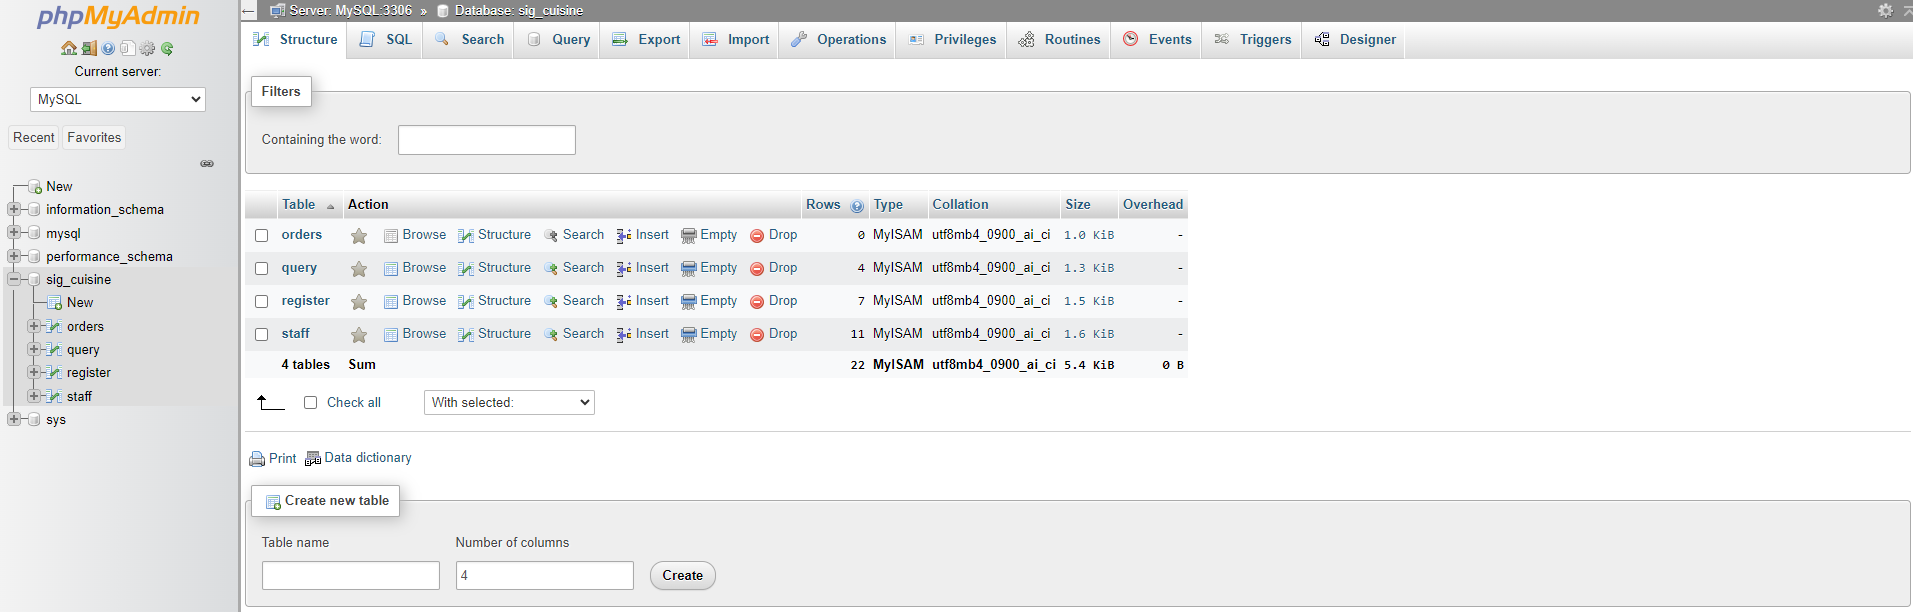 phpMyAdmin
Current server:
MySQL
Recent Favorites
New
information_schema
mysql
performance_schema
sig_cuisine
New
orders
query
register
staff
sys
Server: MySQL:3306 » Database: sig_cuisine
Structure SQL Search Query Export Import Operations Privileges Routines Events Triggers Designer
Filters
Containing the word:
Table Action Rows Type Collation Size Overhead
orders Browse Structure Search Insert Empty Drop 0 MyISAM utf8mb4_0900_ai_ci 1.0 KiB -
query Browse Structure Search Insert Empty Drop 4 MyISAM utf8mb4_0900_ai_ci 1.3 KiB -
register Browse Structure Search Insert Empty Drop 7 MyISAM utf8mb4_0900_ai_ci 1.5 KiB -
staff Browse Structure Search Insert Empty Drop 11 MyISAM utf8mb4_0900_ai_ci 1.6 KiB -
4 tables Sum 22 MyISAM utf8mb4_0900_ai_ci 5.4 KiB 0 B
Check all With selected:
Print Data dictionary
Create new table
Table name Number of columns
4 Create